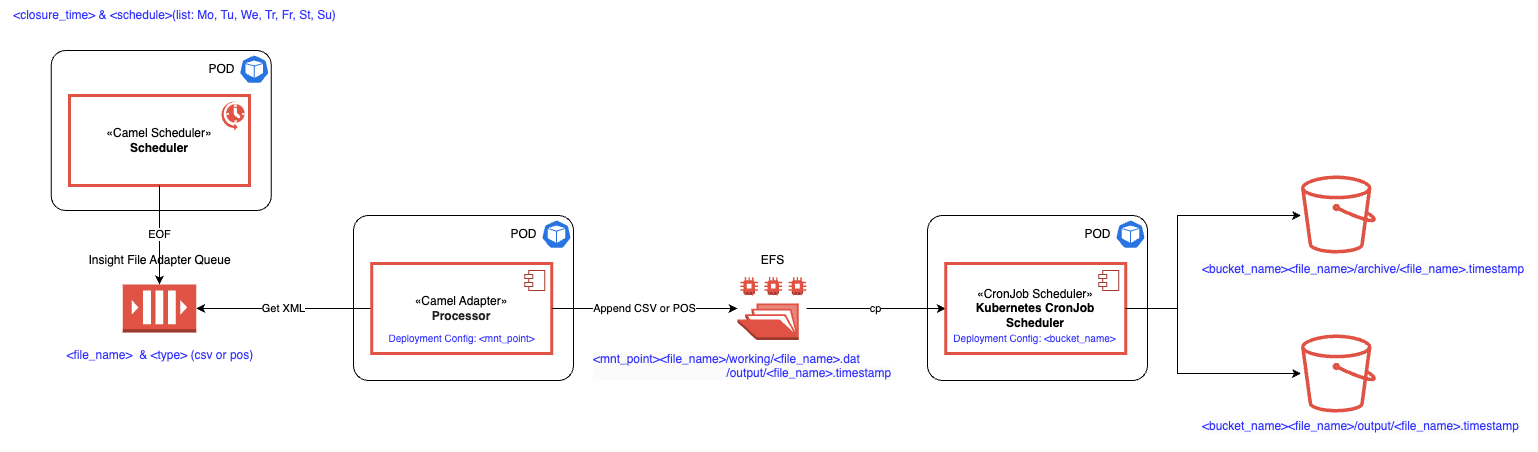 <closure_time> & <schedule>(list: Mo, Tu, We, Tr, Fr, St, Su)
POD
«Camel Scheduler»
Scheduler
EOF
Insight File Adapter Queue
<file_name>  & <type> (csv or pos)
Get XML
POD
«Camel Adapter»
Processor
Deployment Config: <mnt_point>
Append CSV or POS
EFS
<mnt_point><file_name>/working/<file_name>.dat
/output/<file_name>.timestamp
cp
POD
«CronJob Scheduler»
Kubernetes CronJob
Scheduler
Deployment Config: <bucket_name>
<bucket_name><file_name>/archive/<file_name>.timestamp
<bucket_name><file_name>/output/<file_name>.timestamp